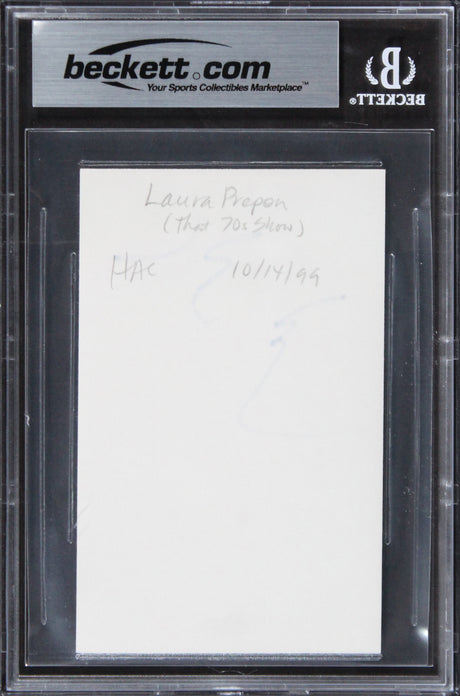 beckett.com
Your Sports Collectibles Marketplace™
BECKETT®
Laura Prepon
(That 70s Show)
HAC 10/14/99